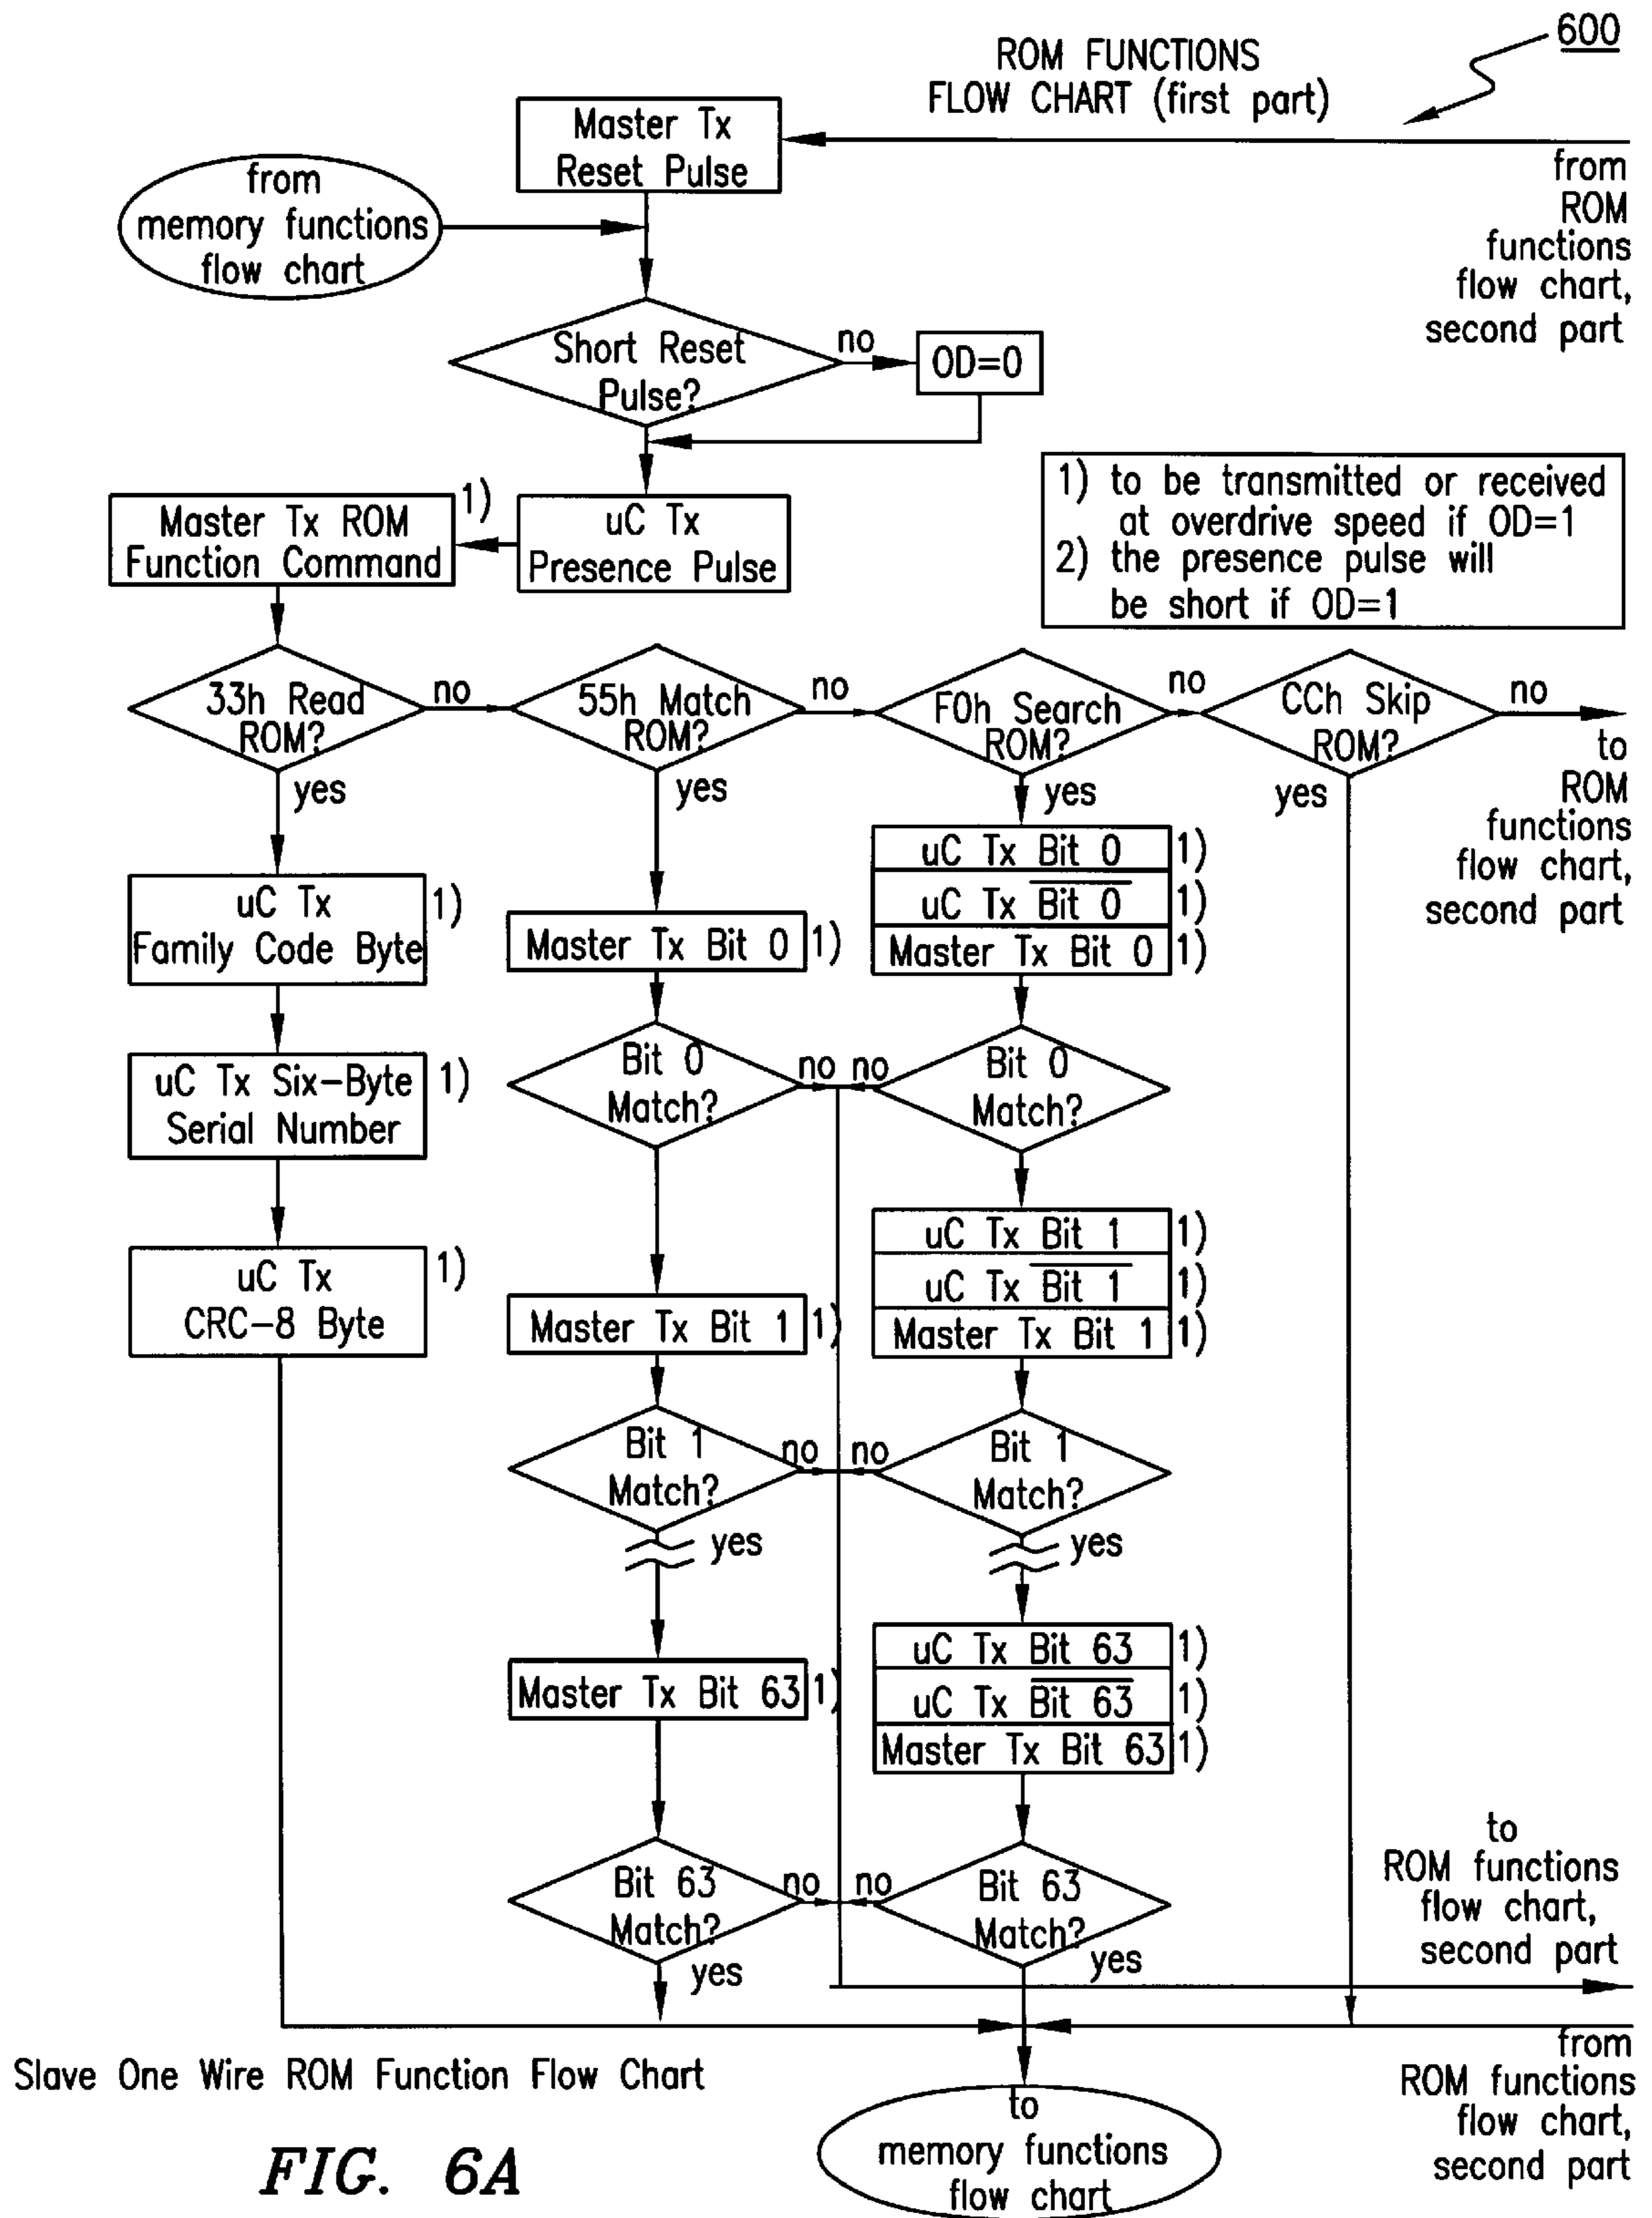 600
ROM FUNCTIONS
FLOW CHART (first part)
Master Tx
Reset Pulse
from
ROM
functions
flow chart,
second part
from
memory functions
flow chart
Short Reset
Pulse?
no
OD=0
1) to be transmitted or received
at overdrive speed if OD=1
2) the presence pulse will
be short if OD=1
Master Tx ROM
Function Command
1)
uC Tx
Presence Pulse
33h Read
ROM?
no
yes
55h Match
ROM?
no
yes
F0h Search
ROM?
no
yes
CCh Skip
ROM?
no
yes
to
ROM
functions
flow chart,
second part
uC Tx
Family Code Byte
1)
uC Tx Six-Byte
Serial Number
1)
uC Tx
CRC-8 Byte
1)
Master Tx Bit 0 1)
Bit 0
Match?
no
Master Tx Bit 1 1)
Bit 1
Match?
no
yes
Master Tx Bit 63 1)
Bit 63
Match?
no
yes
uC Tx Bit 0 1)
uC Tx B̅i̅t̅ ̅0̅ 1)
Master Tx Bit 0 1)
no
Bit 0
Match?
uC Tx Bit 1 1)
uC Tx B̅i̅t̅ ̅1̅ 1)
Master Tx Bit 1 1)
no
Bit 1
Match?
yes
uC Tx Bit 63 1)
uC Tx B̅i̅t̅ ̅6̅3̅ 1)
Master Tx Bit 63 1)
no
Bit 63
Match?
yes
to
ROM functions
flow chart,
second part
from
ROM functions
flow chart,
second part
Slave One Wire ROM Function Flow Chart
to
memory functions
flow chart
FIG. 6A